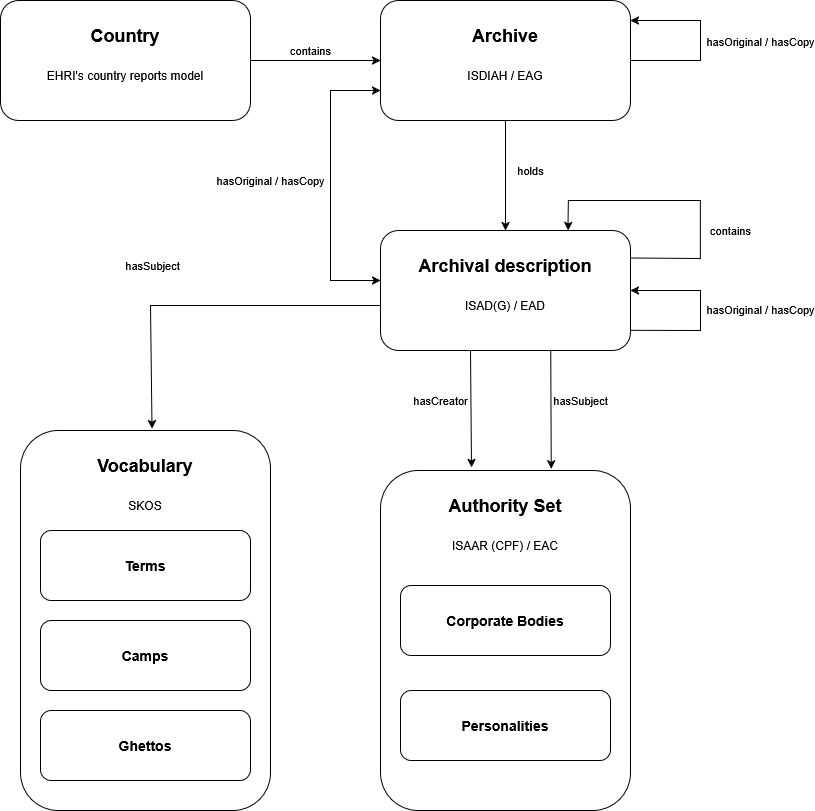 Country
EHRI's country reports model
contains
Archive
ISDIAH / EAG
hasOriginal / hasCopy
hasOriginal / hasCopy
holds
Archival description
ISAD(G) / EAD
contains
hasOriginal / hasCopy
hasSubject
hasCreator
hasSubject
Vocabulary
SKOS
Terms
Camps
Ghettos
Authority Set
ISAAR (CPF) / EAC
Corporate Bodies
Personalities